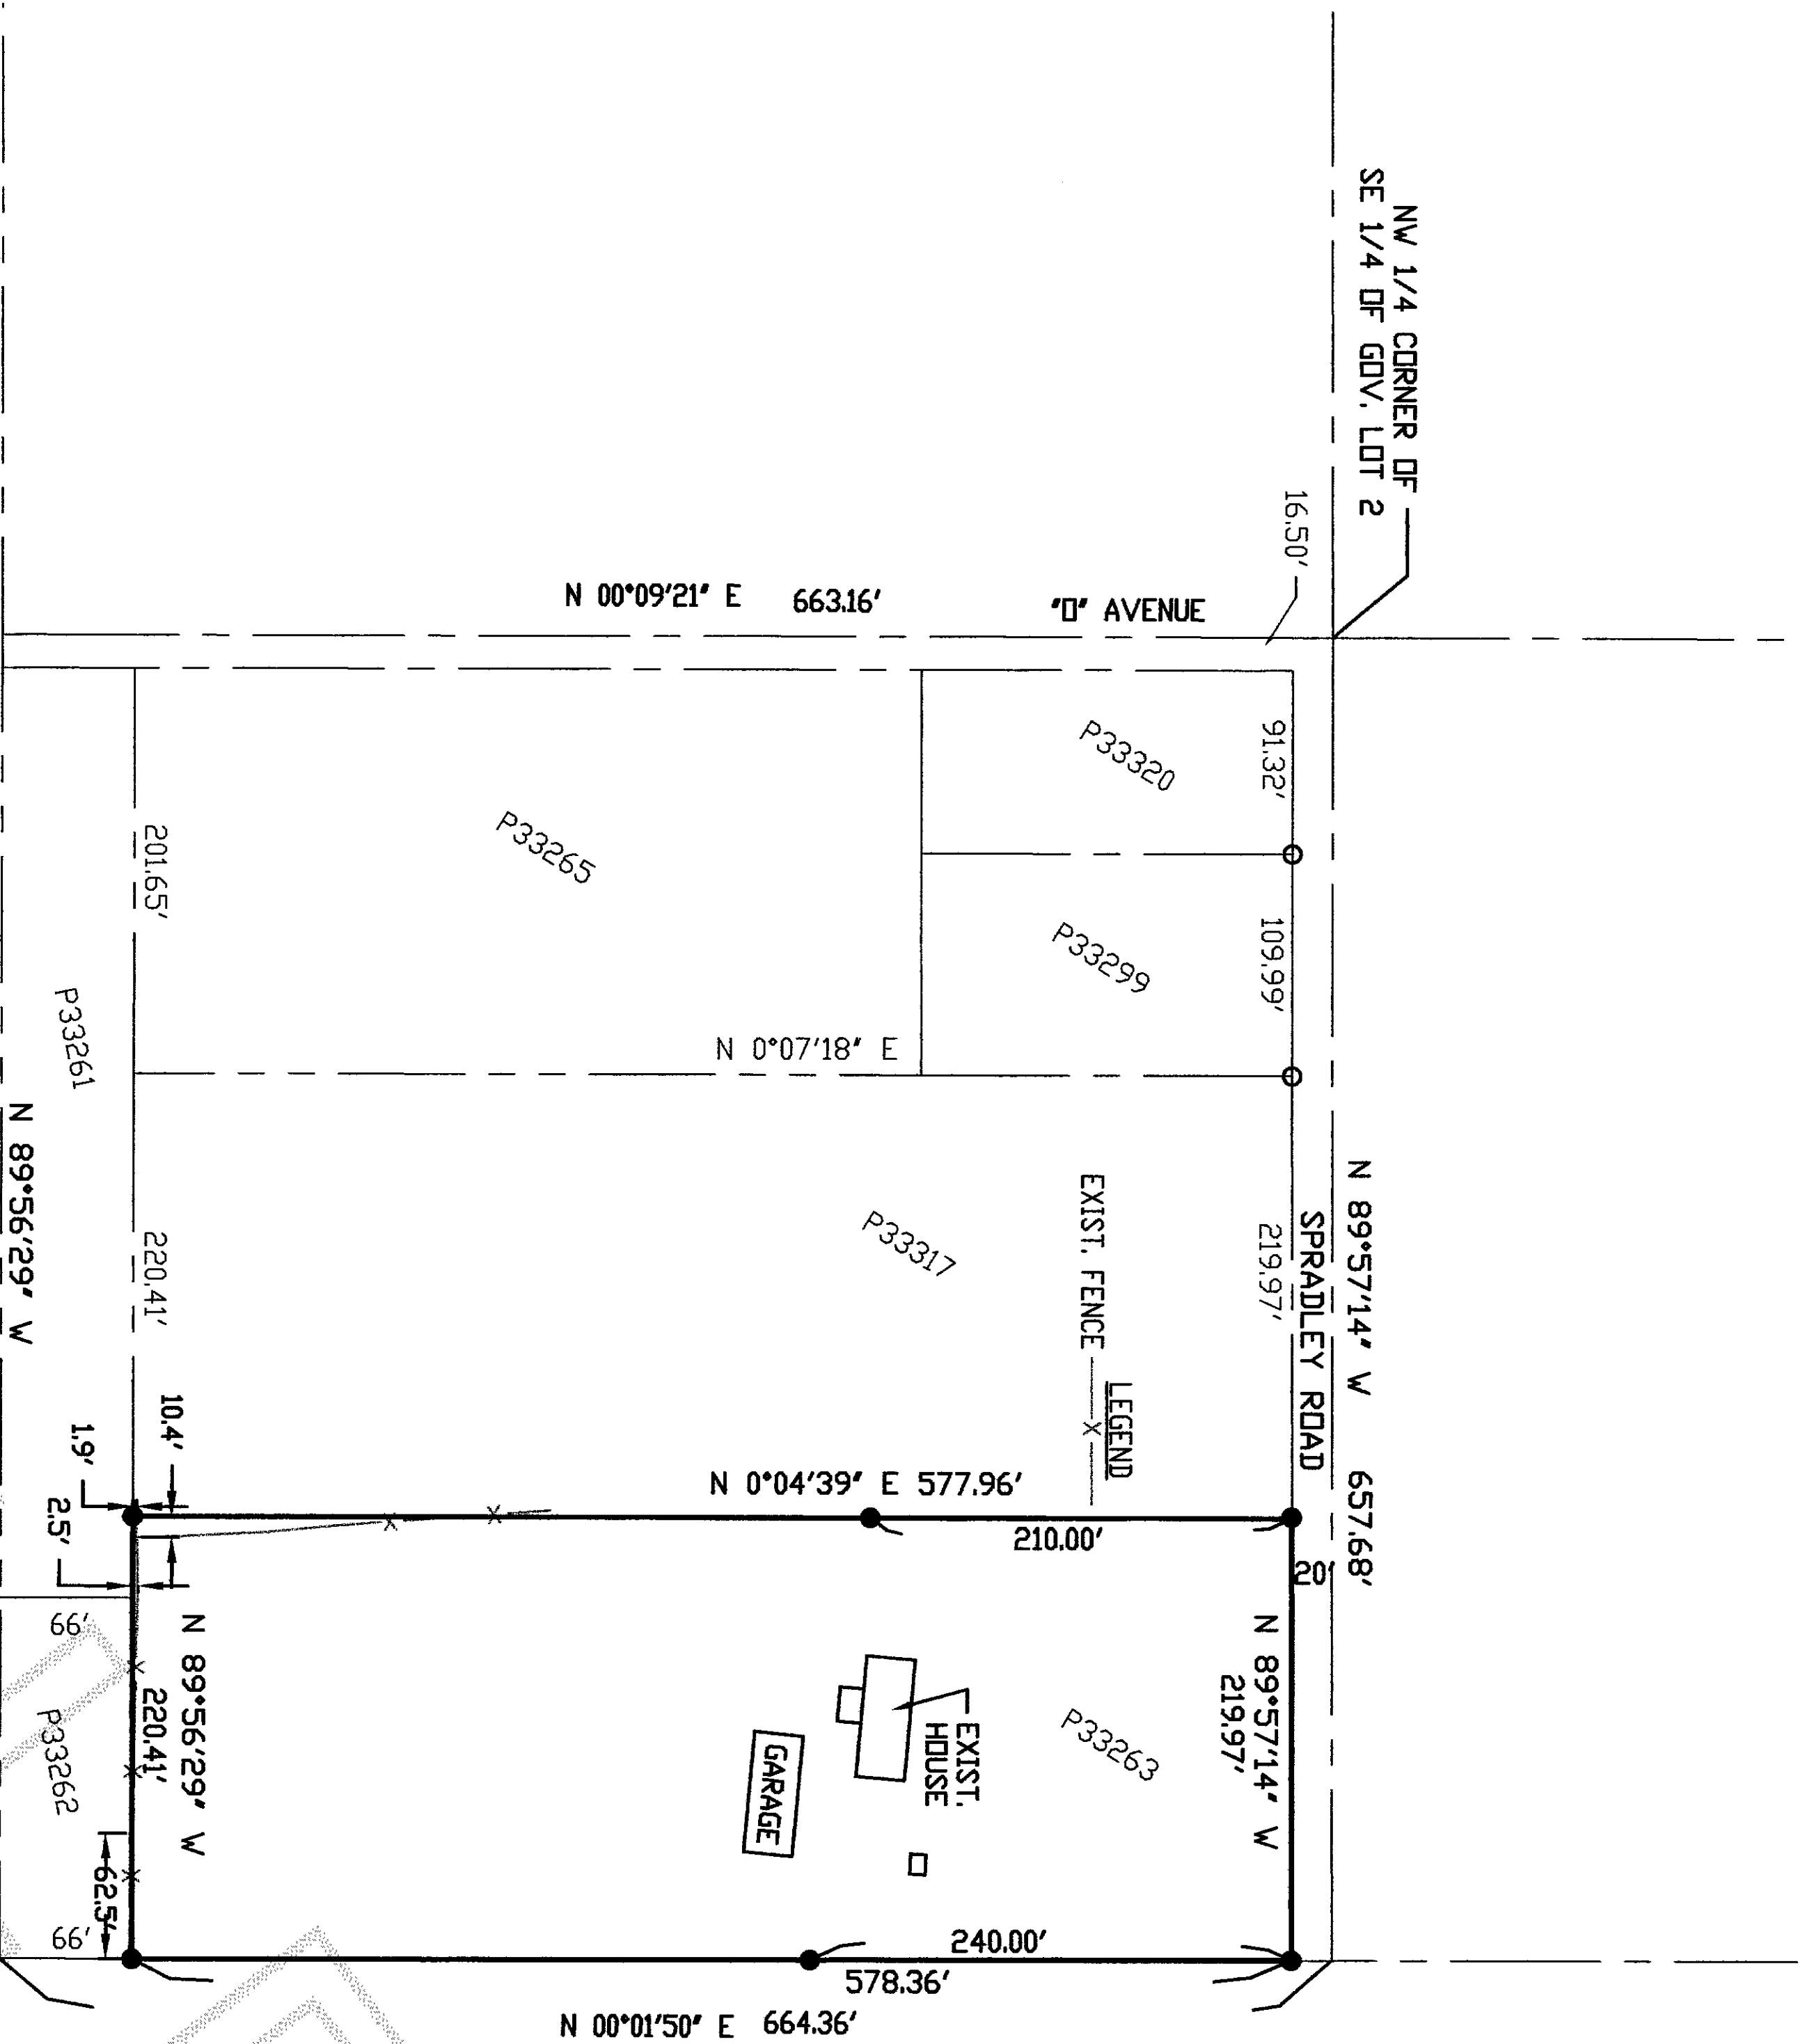 NW 1/4 CORNER OF
SE 1/4 OF GOV. LOT 2
16.50'
N 00°09'21" E 663.16'
"D" AVENUE
91.32'
P33320
109.99'
P33299
P33265
201.65'
P33261
N 0°07'18" E
N 89°57'14" W 657.68'
SPRADLEY ROAD
219.97'
P33317
EXIST. FENCE X
LEGEND
220.41'
N 89°56'29" W
10.4'
1.9'
2.5'
N 0°04'39" E 577.96'
210.00'
20'
N 89°57'14" W
219.97'
P33263
EXIST.
HOUSE
GARAGE
N 89°56'29" W
220.41'
66'
P33262
62.5'
66'
240.00'
578.36'
N 00°01'50" E 664.36'